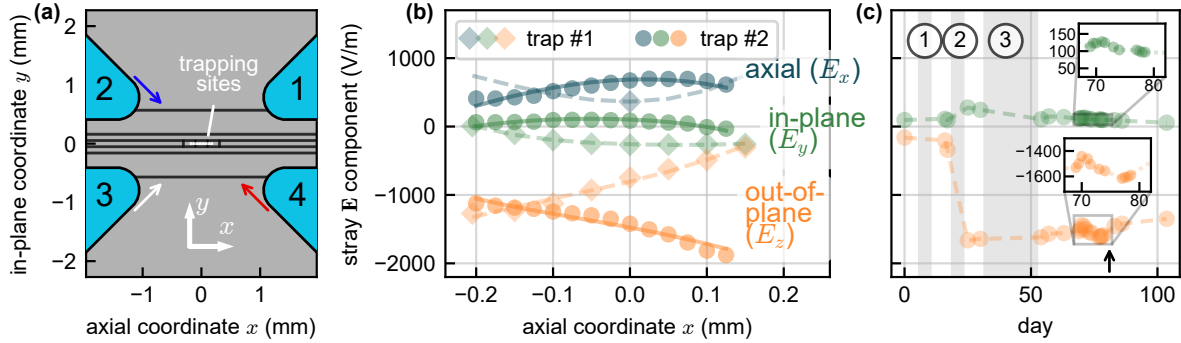 (a)
in-plane coordinate y (mm)
2
1
0
−1
−2
2
1
trapping
sites
3
4
y
x
−1
0
1
axial coordinate x (mm)
(b)
stray E component (V/m)
1000
0
−1000
−2000
trap #1
trap #2
axial (Ex)
in-plane
(Ey)
out-of-
plane (Ez)
−0.2
−0.1
0.0
0.1
0.2
axial coordinate x (mm)
(c)
1
2
3
150
100
50
70
80
−1400
−1600
70
80
0
50
100
day